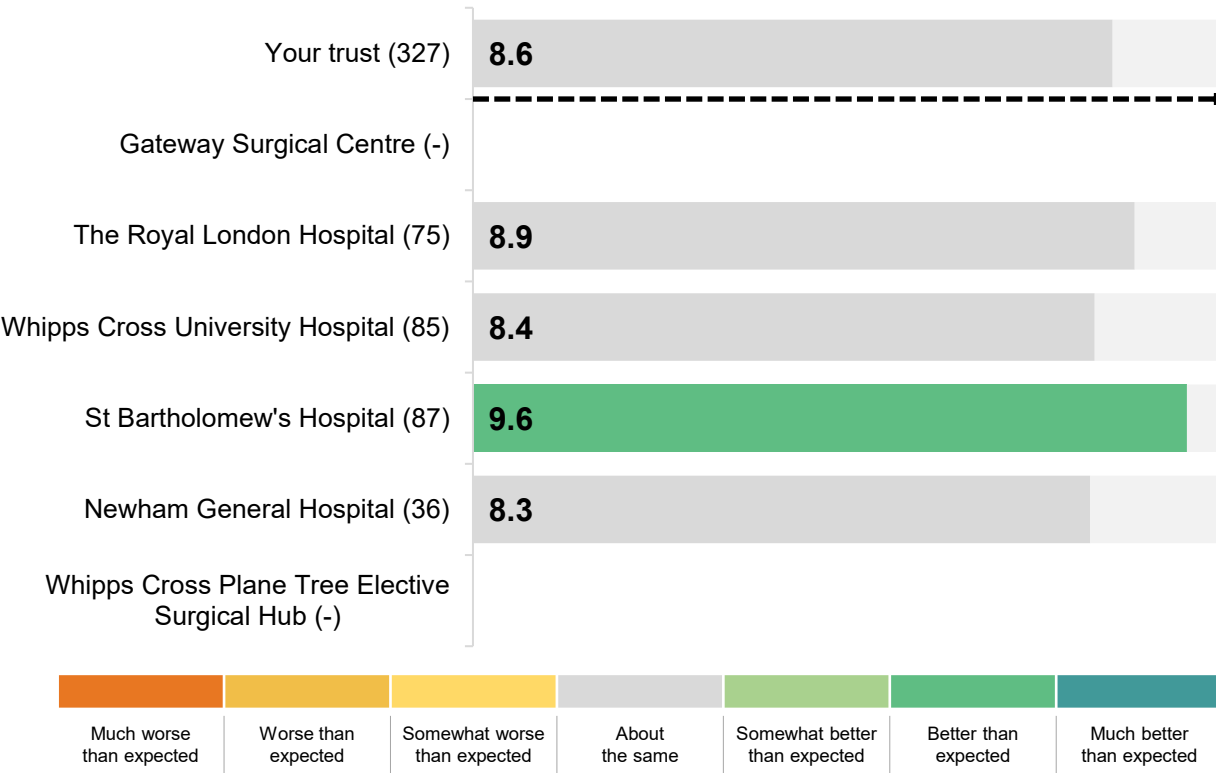 Your trust (327) 8.6
Gateway Surgical Centre (-)
The Royal London Hospital (75) 8.9
Whipps Cross University Hospital (85) 8.4
St Bartholomew's Hospital (87) 9.6
Newham General Hospital (36) 8.3
Whipps Cross Plane Tree Elective
Surgical Hub (-)
Much worse
than expected
Worse than
expected
Somewhat worse
than expected
About
the same
Somewhat better
than expected
Better than
expected
Much better
than expected